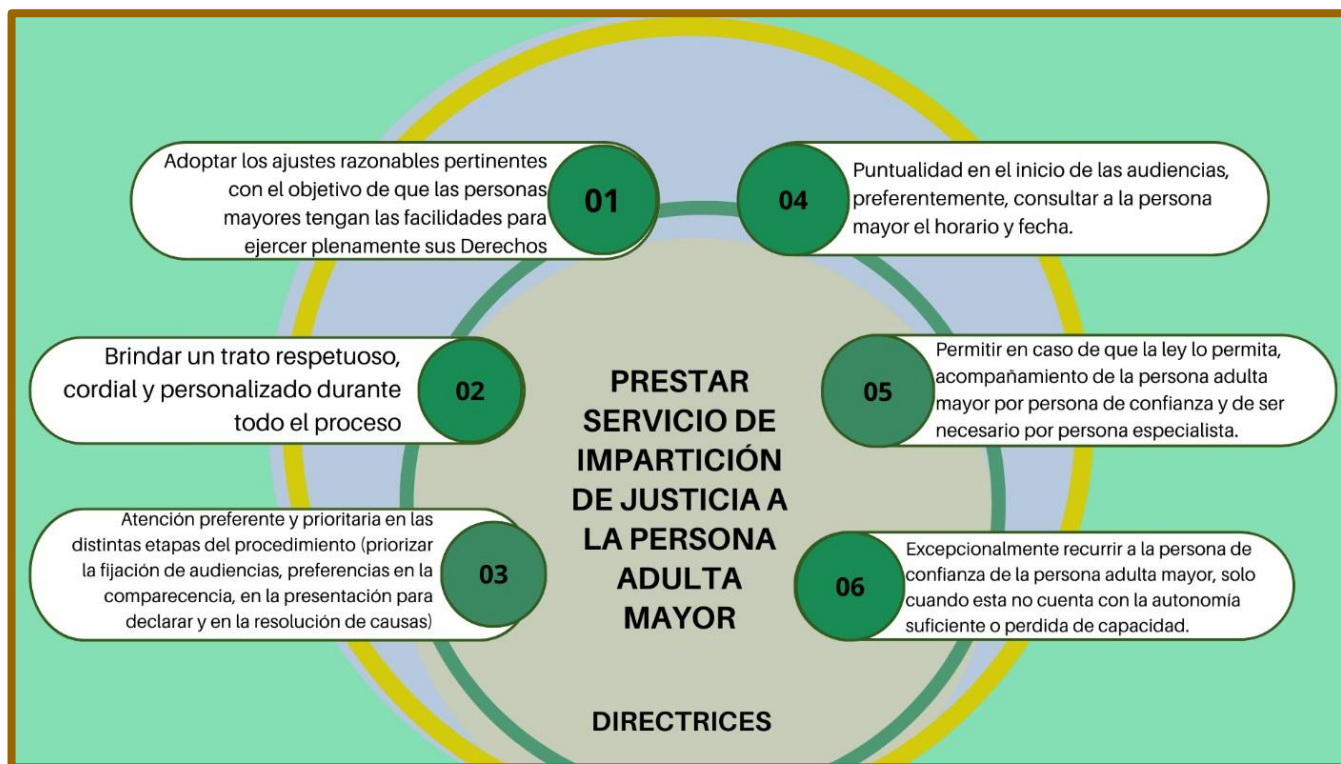 Adoptar los ajustes razonables pertinentes
con el objetivo de que las personas
mayores tengan las facilidades para
ejercer plenamente sus Derechos
01
Brindar un trato respetuoso,
cordial y personalizado durante
todo el proceso
02
Atención preferente y prioritaria en las
distintas etapas del procedimiento (priorizar
la fijación de audiencias, preferencias en la
comparecencia, en la presentación para
declarar y en la resolución de causas)
03
04
Puntualidad en el inicio de las audiencias,
preferentemente, consultar a la persona
mayor el horario y fecha.
05
Permitir en caso de que la ley lo permita,
acompañamiento de la persona adulta
mayor por persona de confianza y de ser
necesario por persona especialista.
06
Excepcionalmente recurrir a la persona de
confianza de la persona adulta mayor, solo
cuando esta no cuenta con la autonomía
suficiente o perdida de capacidad.
PRESTAR
SERVICIO DE
IMPARTICIÓN
DE JUSTICIA A
LA PERSONA
ADULTA
MAYOR
DIRECTRICES